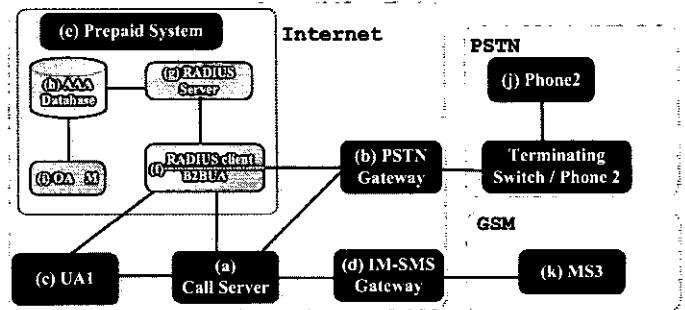 (e) Prepaid System
Internet
PSTN
(h) AAA
Database
(g) RADIUS
Server
(j) Phone2
(i) OA M
(f) RADIUS client
B2BUA
(b) PSTN
Gateway
Terminating
Switch / Phone 2
GSM
(c) UA1
(a)
Call Server
(d) IM-SMS
Gateway
(k) MS3